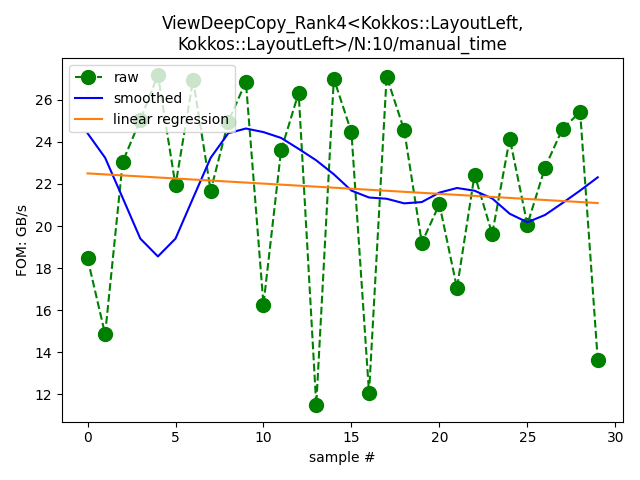 ViewDeepCopy_Rank4<Kokkos::LayoutLeft,
Kokkos::LayoutLeft>/N:10/manual_time
raw
smoothed
linear regression
FOM: GB/s
26
24
22
20
18
16
14
12
0 5 10 15 20 25 30
sample #